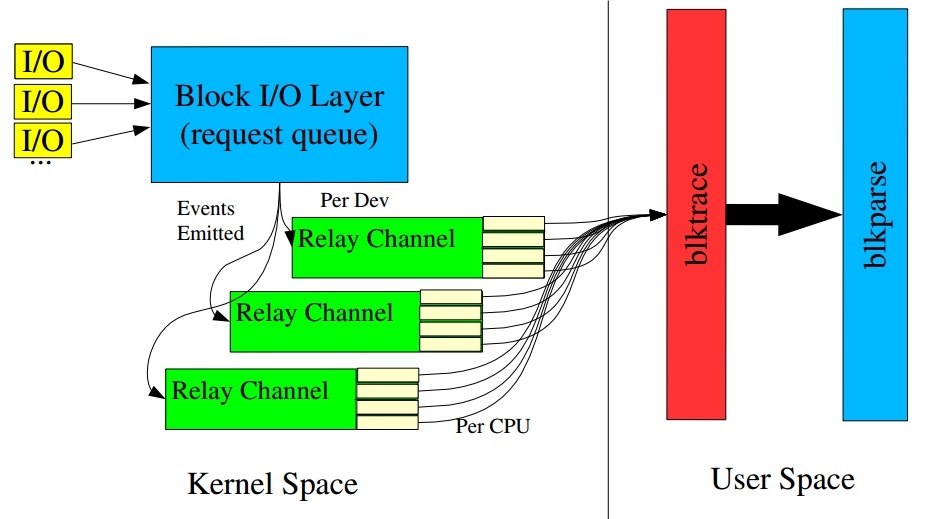 I/O
I/O
I/O
...
Block I/O Layer
(request queue)
Events
Emitted
Per Dev
Relay Channel
Relay Channel
Relay Channel
Per CPU
Kernel Space
blktrace
blkparse
User Space